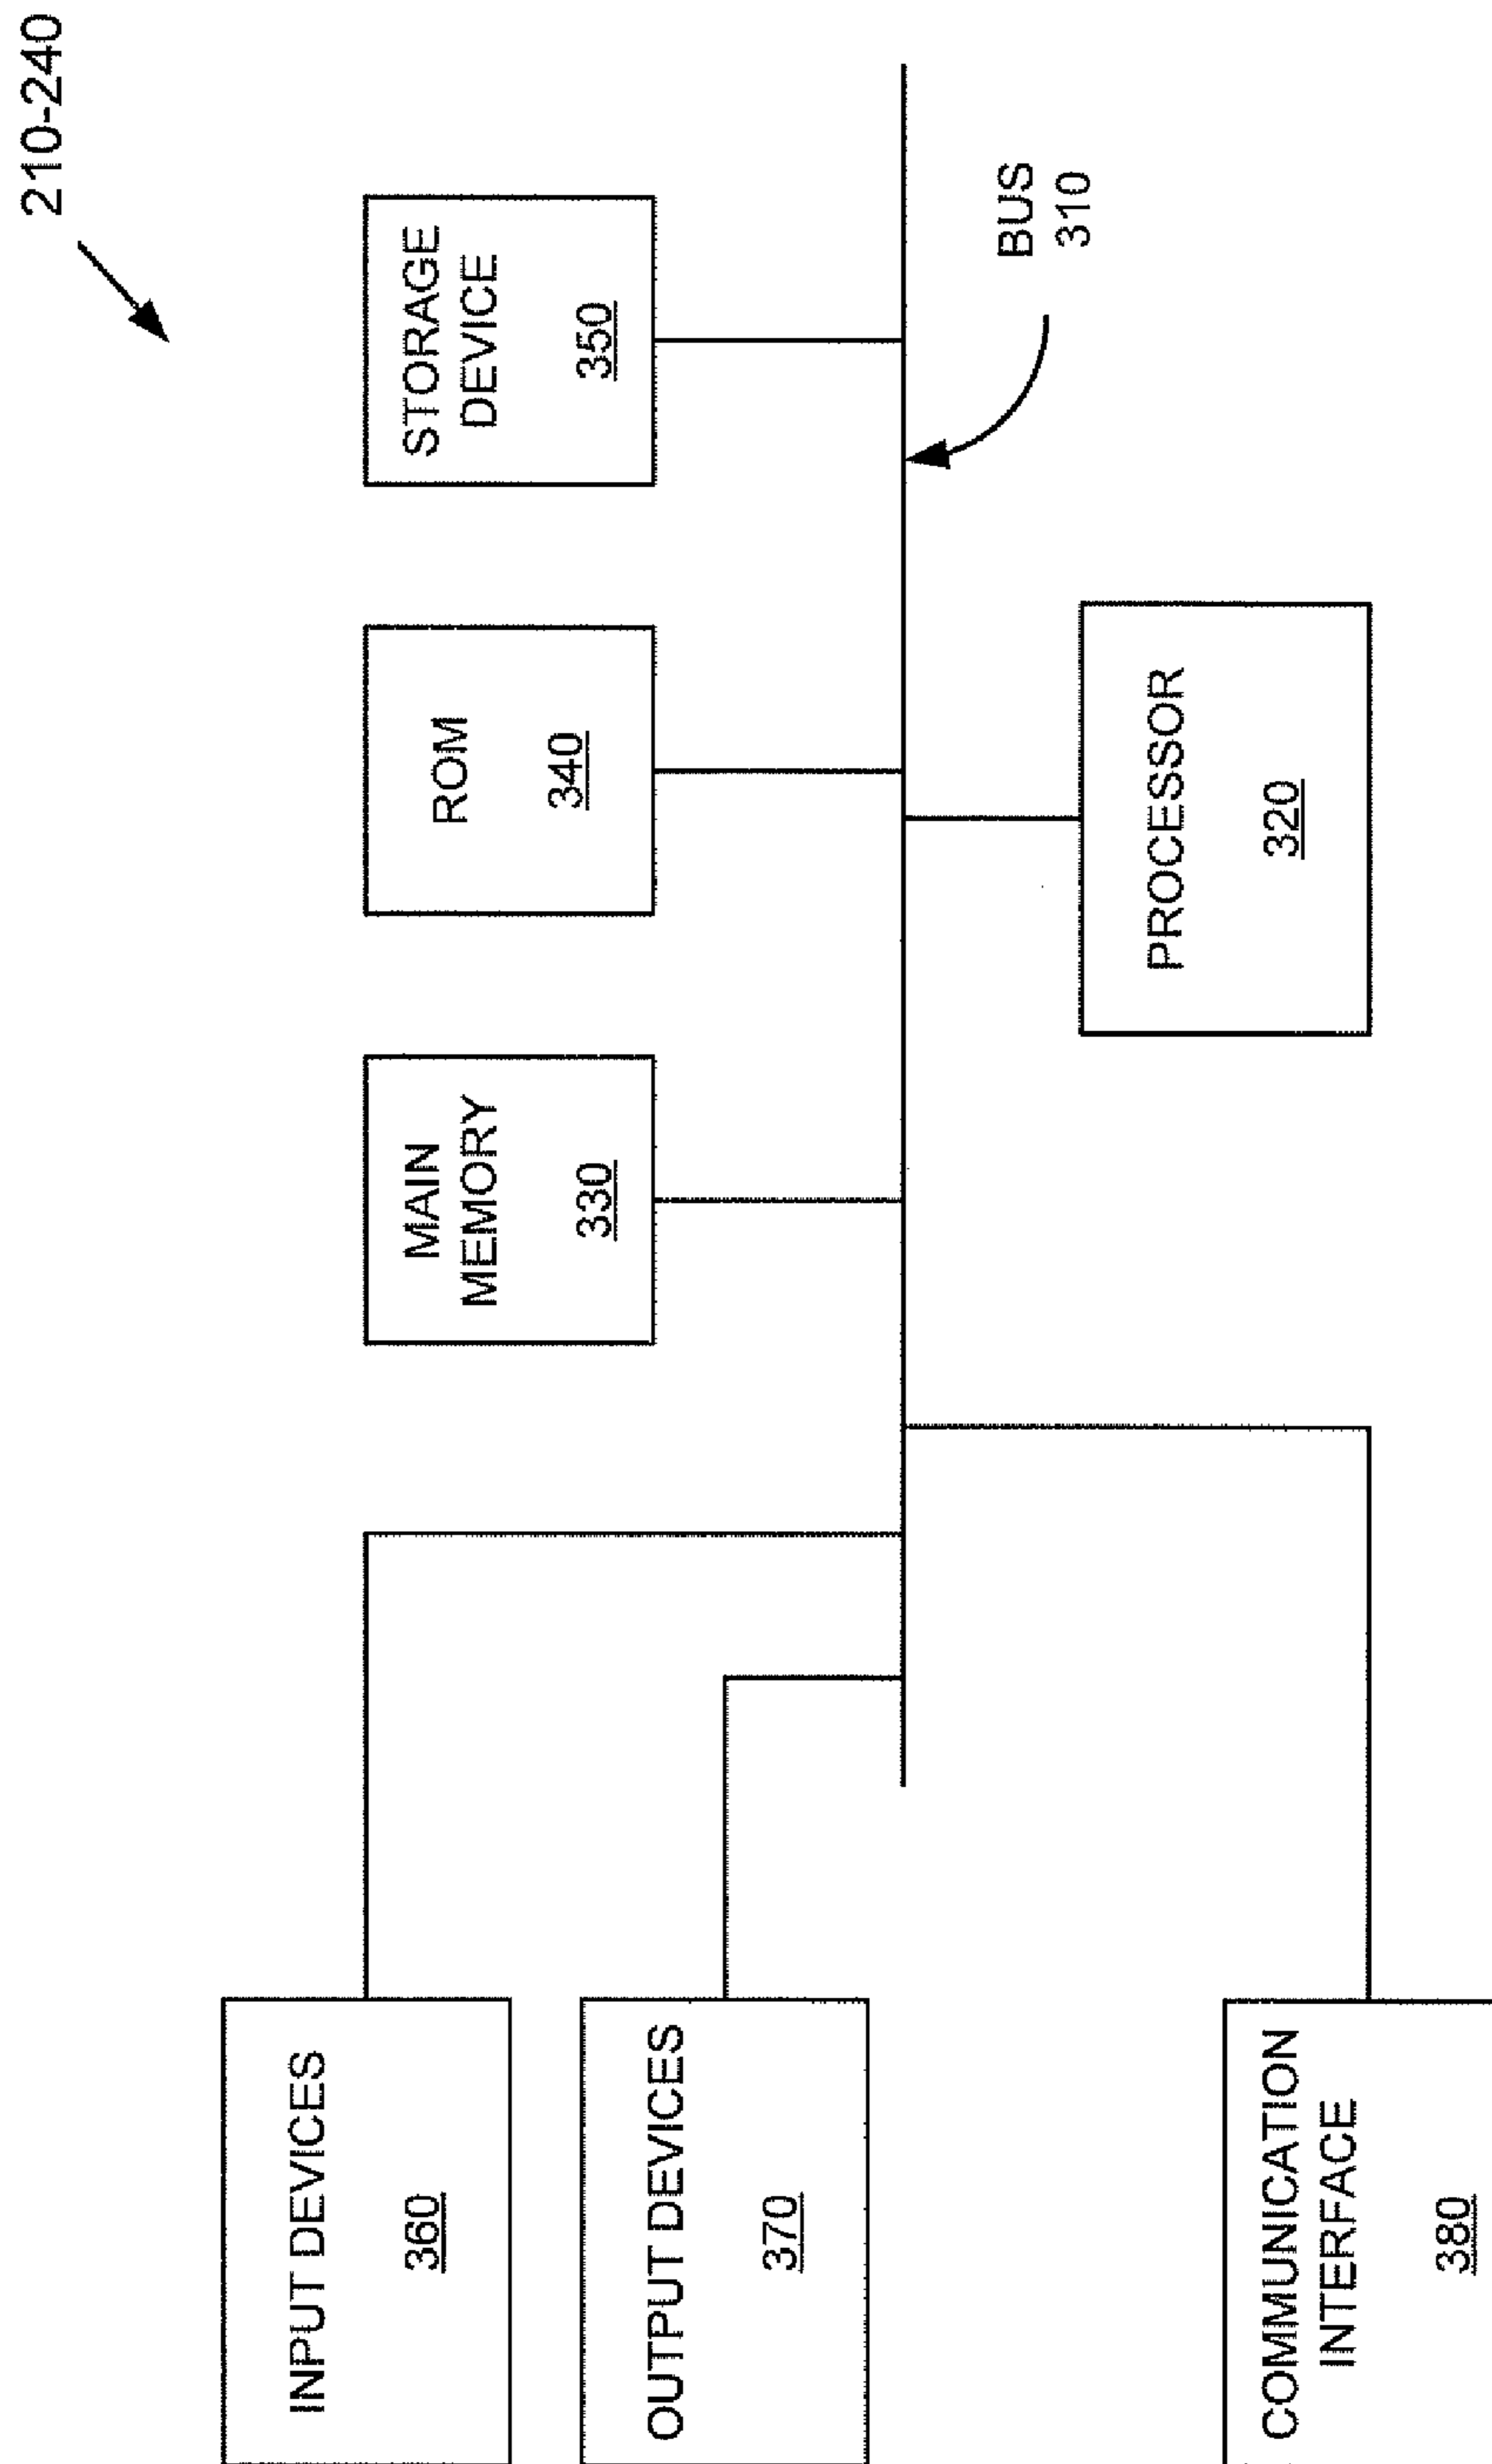 210-240
STORAGE
DEVICE
350
ROM
340
MAIN
MEMORY
330
BUS
310
PROCESSOR
320
INPUT DEVICES
360
OUTPUT DEVICES
370
COMMUNICATION
INTERFACE
380